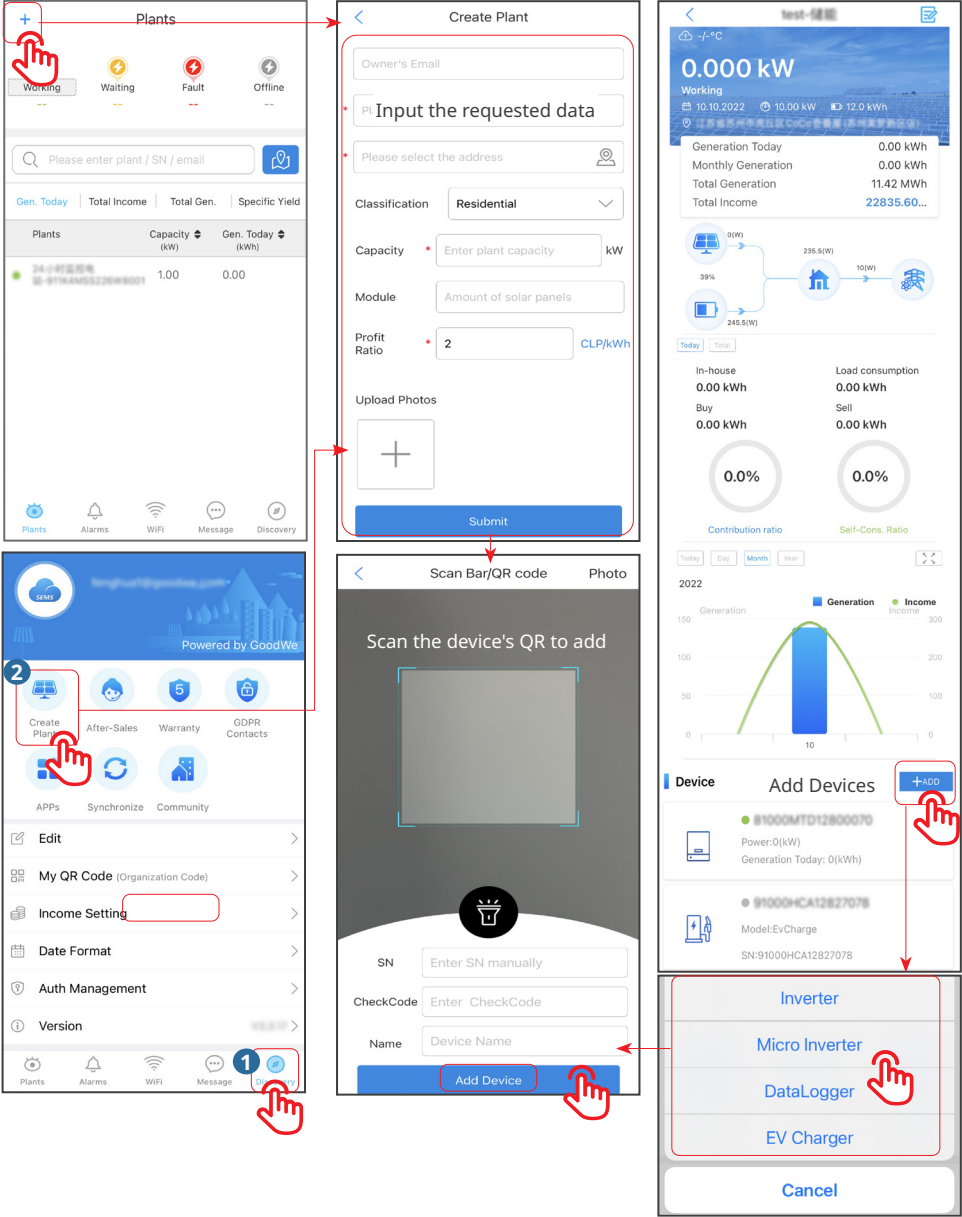 +
Plants
Working
Waiting
Fault
Offline
--
--
--
--
Please enter plant / SN / email
Gen. Today
Total Income
Total Gen.
Specific Yield
Plants
Capacity
(kW)
Gen. Today
(kWh)
1.00
0.00
Plants
Alarms
WiFi
Message
Discovery
Create Plant
Owner's Email
* Pl
Input the requested data
* Please select the address
Classification
Residential
Capacity *
Enter plant capacity
kW
Module
Amount of solar panels
Profit
Ratio
*
2
CLP/kWh
Upload Photos
Submit
SEMS
Powered by GoodWe
2
Create
Plant
After-Sales
5
Warranty
GDPR
Contacts
APPs
Synchronize
Community
Edit
My QR Code (Organization Code)
Income Setting
Date Format
Auth Management
Version
Plants
Alarms
WiFi
Message
1
Discovery
Scan Bar/QR code
Photo
Scan the device's QR to add
SN
Enter SN manually
CheckCode
Enter CheckCode
Name
Device Name
Add Device
test-储能
-/-°C
0.000 kW
Working
10.10.2022
10.00 kW
12.0 kWh
Generation Today
0.00 kWh
Monthly Generation
0.00 kWh
Total Generation
11.42 MWh
Total Income
22835.60...
0(W)
235.5(W)
10(W)
39%
245.5(W)
Today
Total
In-house
0.00 kWh
Load consumption
0.00 kWh
Buy
0.00 kWh
Sell
0.00 kWh
0.0%
0.0%
Contribution ratio
Self-Cons. Ratio
Today
Day
Month
Year
2022
Generation
Income
Generation
Income
150
100
50
0
300
200
100
0
10
Device
Add Devices
+ADD
81000MTD12800070
Power:0(kW)
Generation Today: 0(kWh)
91000HCA12827078
Model:EvCharge
SN:91000HCA12827078
Inverter
Micro Inverter
DataLogger
EV Charger
Cancel